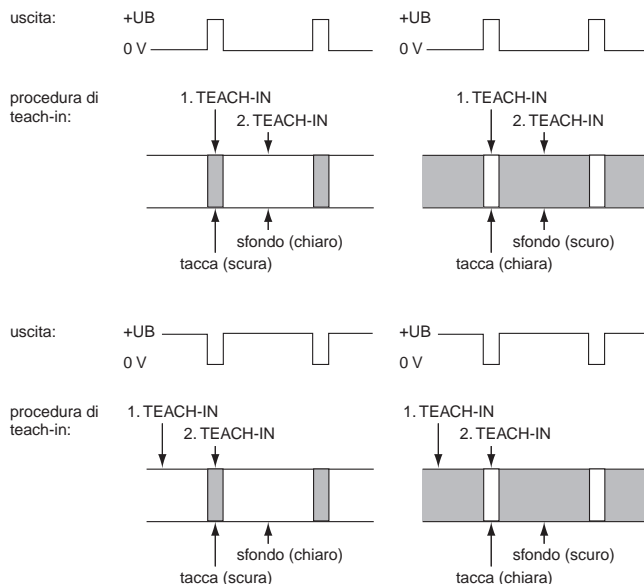 uscita:
+UB
0 V
+UB
0 V
procedura di
teach-in:
1. TEACH-IN
2. TEACH-IN
sfondo (chiaro)
tacca (scura)
1. TEACH-IN
2. TEACH-IN
sfondo (scuro)
tacca (chiara)
uscita:
+UB
0 V
+UB
0 V
procedura di
teach-in:
1. TEACH-IN
2. TEACH-IN
sfondo (chiaro)
tacca (scura)
1. TEACH-IN
2. TEACH-IN
sfondo (scuro)
tacca (chiara)